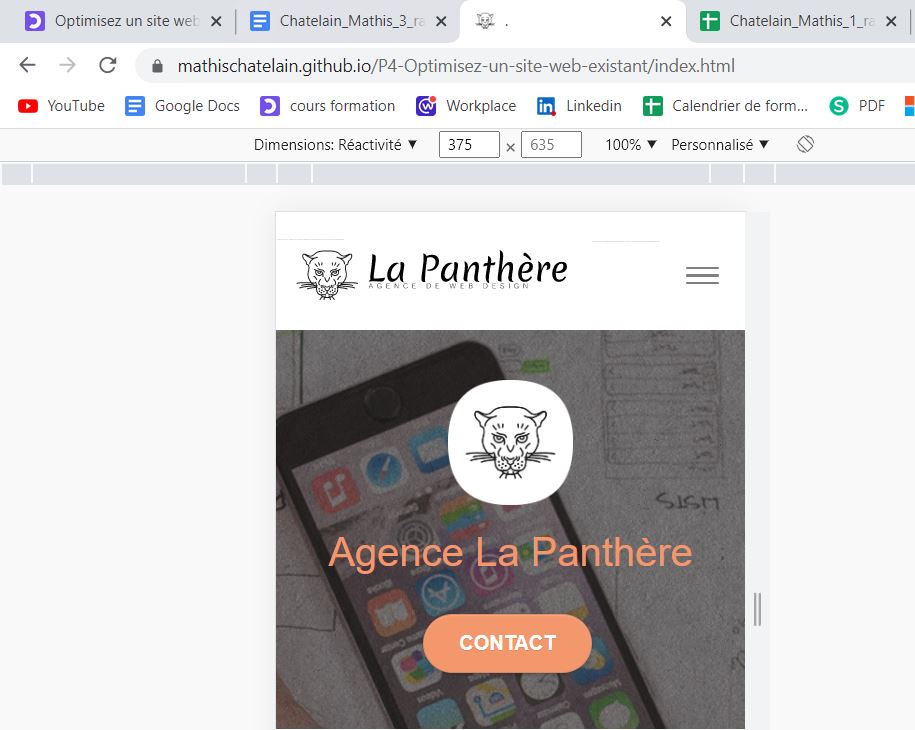 Optimisez un site web
Chatelain_Mathis_3_ra
.
Chatelain_Mathis_1_ra
mathischatelain.github.io/P4-Optimisez-un-site-web-existant/index.html
YouTube
Google Docs
cours formation
Workplace
Linkedin
Calendrier de form...
PDF
Dimensions: Réactivité ▼ 375 × 635 100% ▼ Personnalisé ▼
La Panthère
AGENCE DE WEB DESIGN
Agence La Panthère
CONTACT